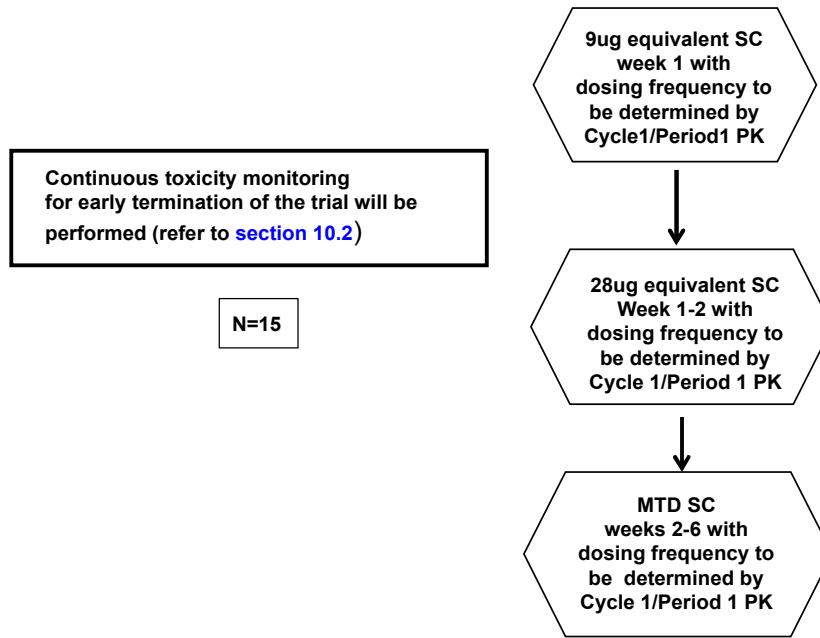 9ug equivalent SC
week 1 with
dosing frequency to
be determined by
Cycle1/Period1 PK
Continuous toxicity monitoring
for early termination of the trial will be
performed (refer to section 10.2)
28ug equivalent SC
Week 1-2 with
dosing frequency to
be determined by
Cycle 1/Period 1 PK
N=15
MTD SC
weeks 2-6 with
dosing frequency to
be determined by
Cycle 1/Period 1 PK